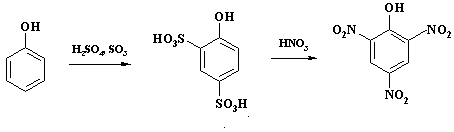 OH
H₂SO₄, SO₃
OH
HO₃S
SO₃H
HNO₃
OH
O₂N
NO₂
NO₂